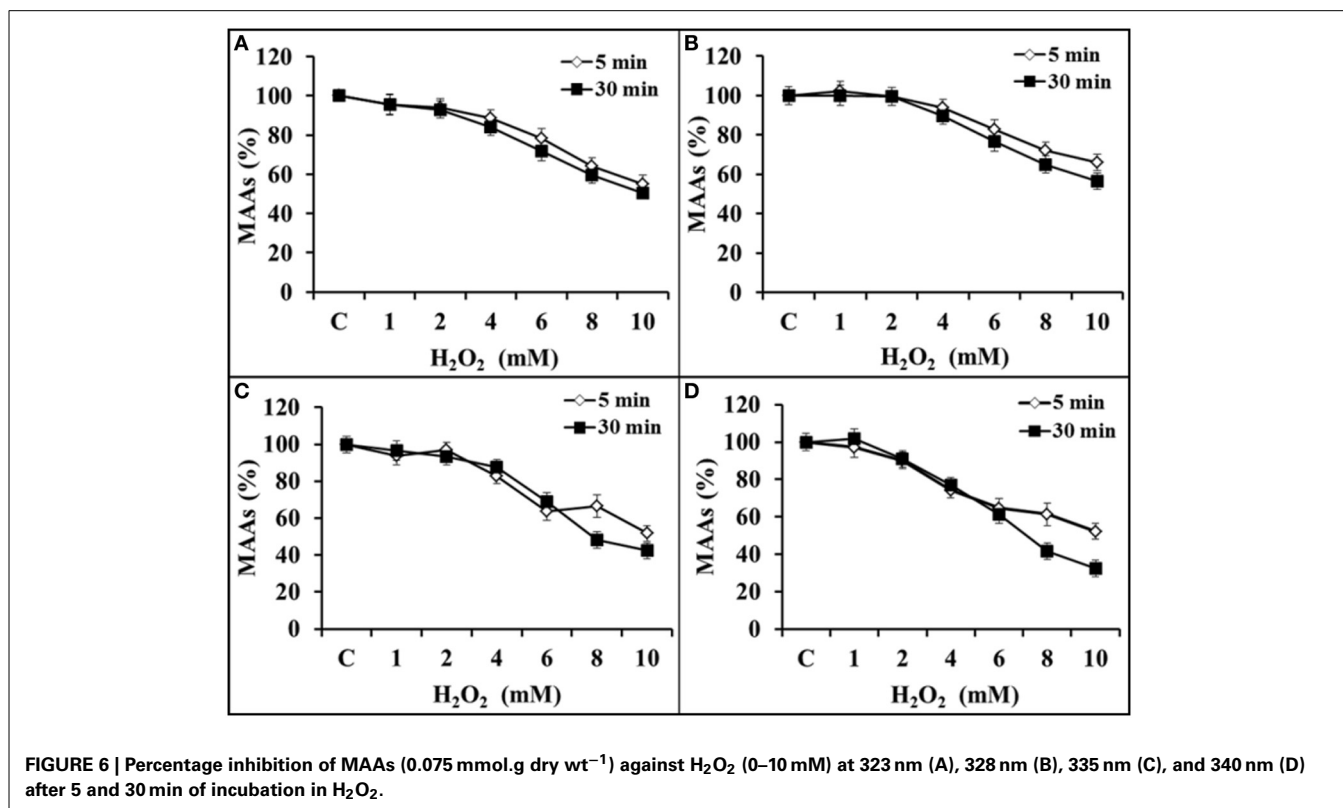 A
120
100
80
60
40
20
0
MAAs (%)
5 min
30 min
C 1 2 4 6 8 10
H₂O₂ (mM)
B
120
100
80
60
40
20
0
MAAs (%)
5 min
30 min
C 1 2 4 6 8 10
H₂O₂ (mM)
C
120
100
80
60
40
20
0
MAAs (%)
5 min
30 min
C 1 2 4 6 8 10
H₂O₂ (mM)
D
120
100
80
60
40
20
0
MAAs (%)
5 min
30 min
C 1 2 4 6 8 10
H₂O₂ (mM)
FIGURE 6 | Percentage inhibition of MAAs (0.075 mmol.g dry wt⁻¹) against H₂O₂ (0–10 mM) at 323 nm (A), 328 nm (B), 335 nm (C), and 340 nm (D)
after 5 and 30 min of incubation in H₂O₂.